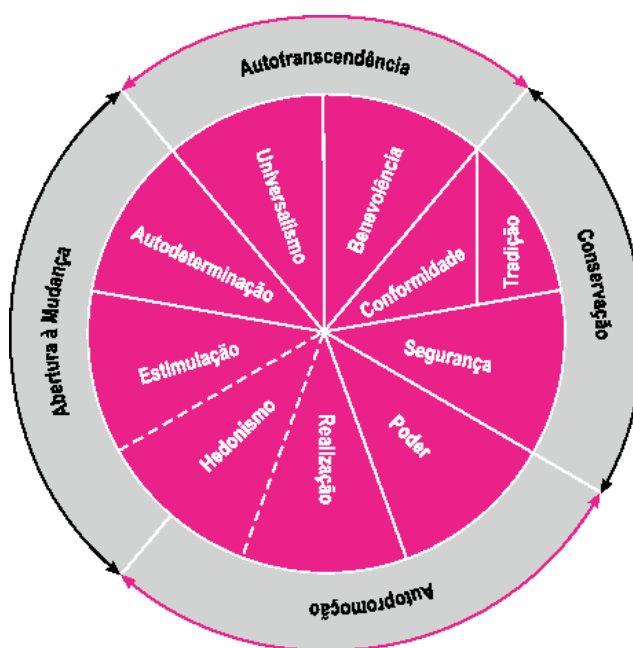 Autotranscendência
Universalismo
Benevolência
Conformidade
Tradição
Conservação
Segurança
Poder
Realização
Hedonismo
Estimulação
Autodeterminação
Abertura à Mudança
Autopromoção